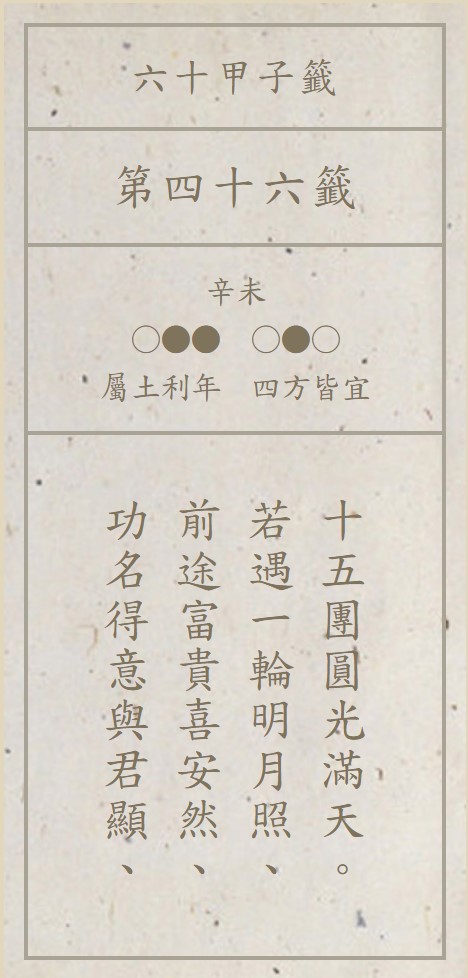 六十甲子籤
第四十六籤
辛未
○●● ○●○
屬土利年 四方皆宜
功名得意與君顯、
前途富貴喜安然、
若遇一輪明月照、
十五團圓光滿天。